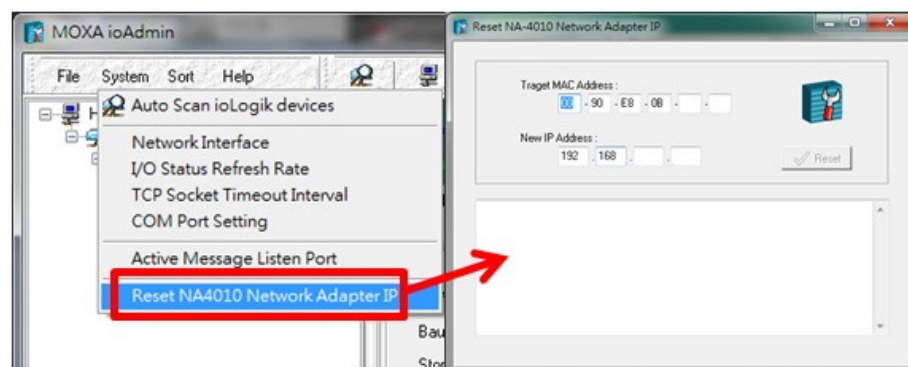 MOXA ioAdmin
File System Sort Help
Auto Scan ioLogik devices
Network Interface
I/O Status Refresh Rate
TCP Socket Timeout Interval
COM Port Setting
Active Message Listen Port
Reset NA4010 Network Adapter IP
Reset NA-4010 Network Adapter IP
Traget MAC Address :
00 - 90 - E8 - 0B - -
New IP Address :
192 . 168 . .
Reset